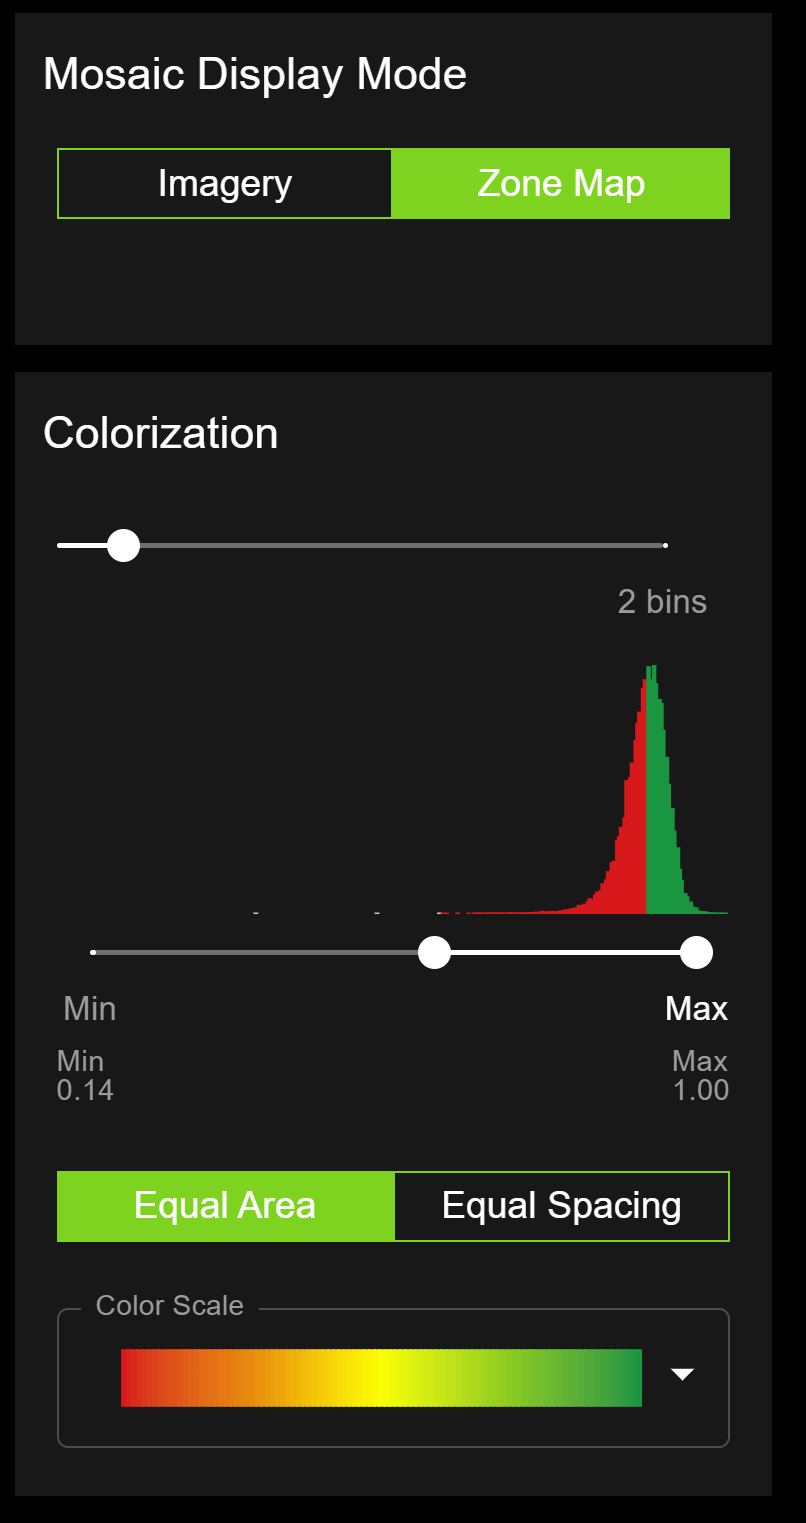 Mosaic Display Mode
Imagery Zone Map
Colorization
2 bins
Min Max
Min Max
0.14 1.00
Equal Area Equal Spacing
Color Scale